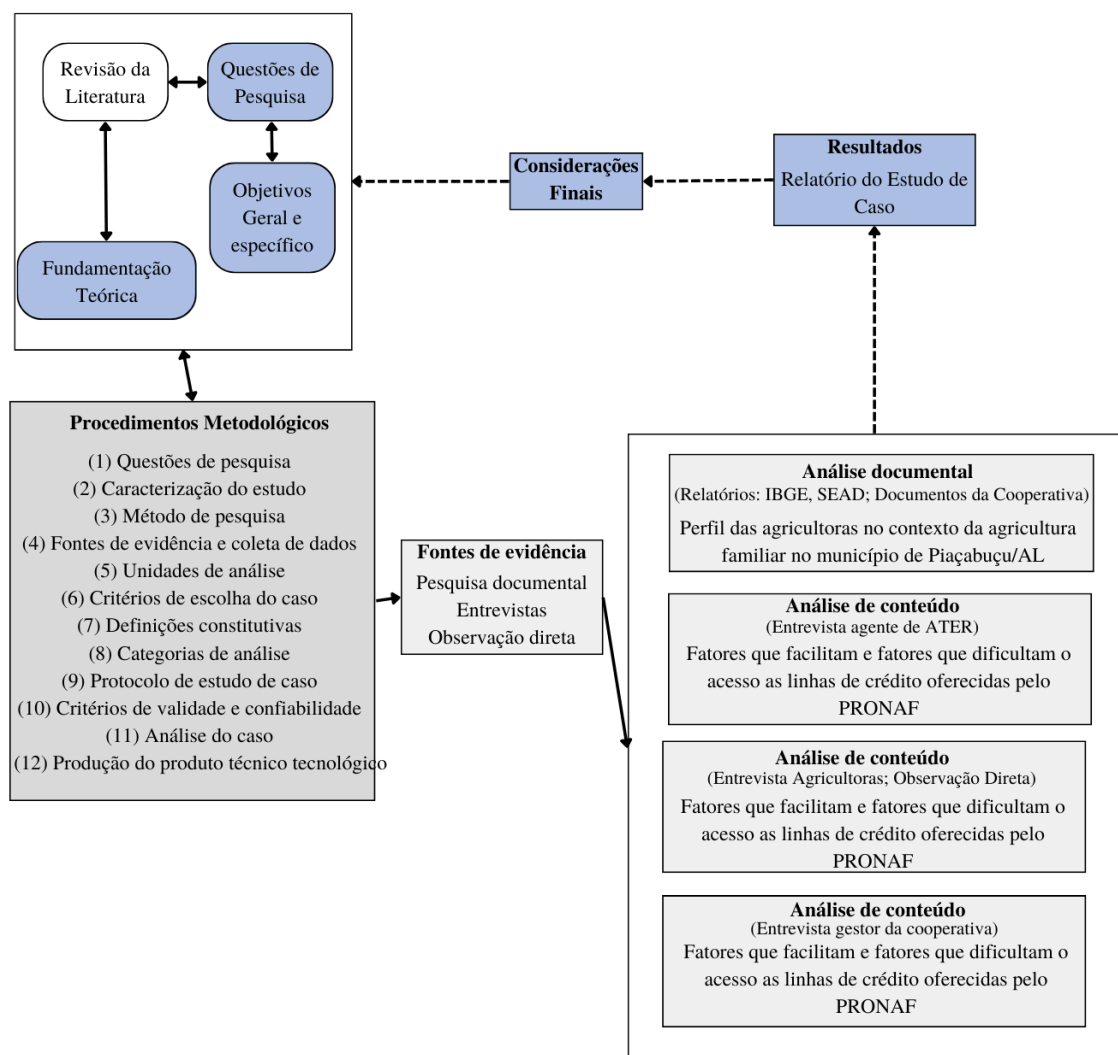 Revisão da
Literatura
Questões de
Pesquisa
Objetivos
Geral e
específico
Fundamentação
Teórica
Considerações
Finais
Resultados
Relatório do Estudo de
Caso
Procedimentos Metodológicos
(1) Questões de pesquisa
(2) Caracterização do estudo
(3) Método de pesquisa
(4) Fontes de evidência e coleta de dados
(5) Unidades de análise
(6) Critérios de escolha do caso
(7) Definições constitutivas
(8) Categorias de análise
(9) Protocolo de estudo de caso
(10) Critérios de validade e confiabilidade
(11) Análise do caso
(12) Produção do produto técnico tecnológico
Fontes de evidência
Pesquisa documental
Entrevistas
Observação direta
Análise documental
(Relatórios: IBGE, SEAD; Documentos da Cooperativa)
Perfil das agricultoras no contexto da agricultura
familiar no município de Piaçabuçu/AL
Análise de conteúdo
(Entrevista agente de ATER)
Fatores que facilitam e fatores que dificultam o
acesso as linhas de crédito oferecidas pelo
PRONAF
Análise de conteúdo
(Entrevista Agricultoras; Observação Direta)
Fatores que facilitam e fatores que dificultam o
acesso as linhas de crédito oferecidas pelo
PRONAF
Análise de conteúdo
(Entrevista gestor da cooperativa)
Fatores que facilitam e fatores que dificultam o
acesso as linhas de crédito oferecidas pelo
PRONAF